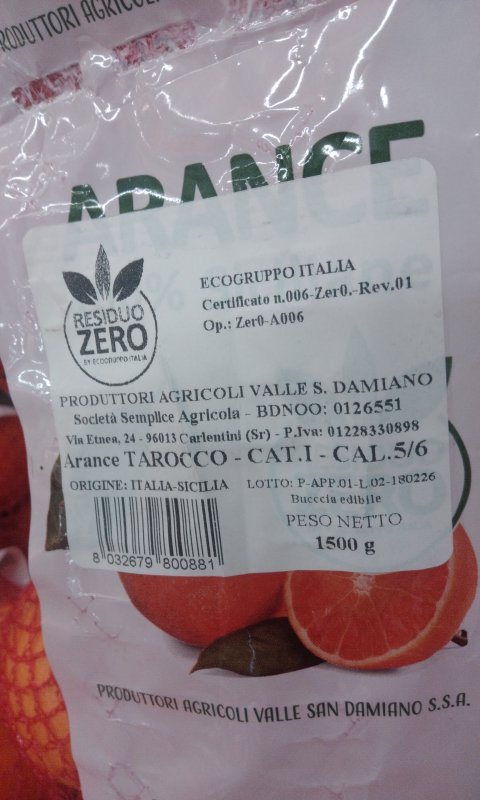 PRODUTTORI AGRICOLI
ARANCE
RESIDUO
ZERO
BY ECOGRUPPO ITALIA
ECOGRUPPO ITALIA
Certificato n.006-Zer0.-Rev.01
Op.: Zer0-A006
PRODUTTORI AGRICOLI VALLE S. DAMIANO
Società Semplice Agricola - BDNOO: 0126551
Via Etnea, 24 - 96013 Carlentini (Sr) - P.Iva: 01228330898
Arance TAROCCO - CAT.I - CAL.5/6
ORIGINE: ITALIA-SICILIA
LOTTO: P-APP.01-L.02-180226
Bucccia edibile
PESO NETTO
1500 g
8 032679 800881
PRODUTTORI AGRICOLI VALLE SAN DAMIANO S.S.A.